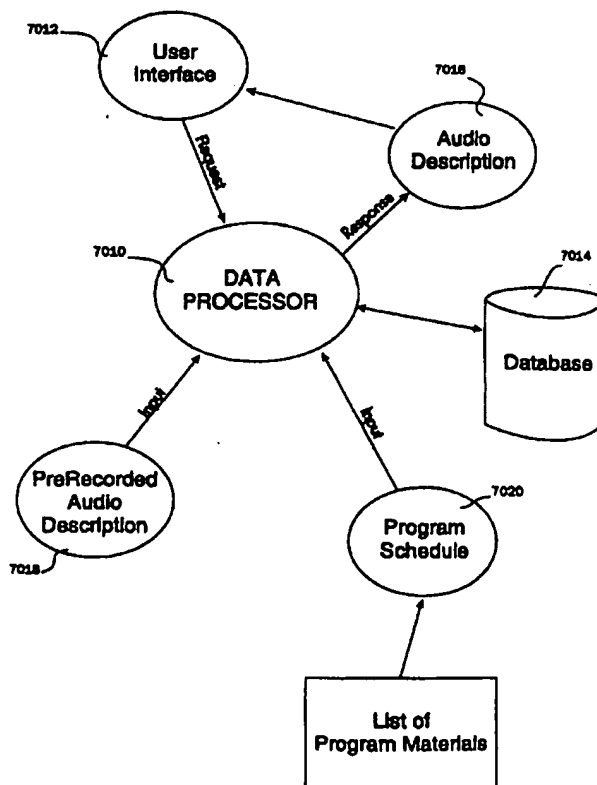 7012
User
Interface
7016
Audio
Description
Request
Response
7010
DATA
PROCESSOR
7014
Database
Input
Input
PreRecorded
Audio
Description
7018
7020
Program
Schedule
List of
Program Materials